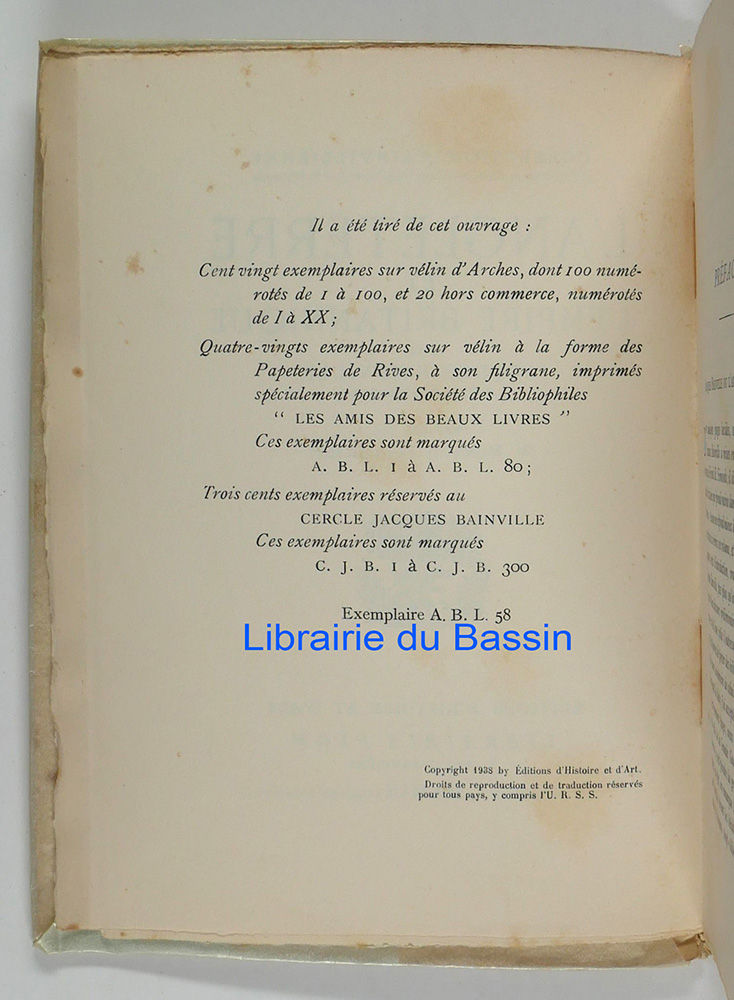 Il a été tiré de cet ouvrage :
Cent vingt exemplaires sur vélin d'Arches, dont 100 numé-
rotés de 1 à 100, et 20 hors commerce, numérotés
de I à XX;
Quatre-vingts exemplaires sur vélin à la forme des
Papeteries de Rives, à son filigrane, imprimés
spécialement pour la Société des Bibliophiles
" LES AMIS DES BEAUX LIVRES "
Ces exemplaires sont marqués
A. B. L. 1 à A. B. L. 80;
Trois cents exemplaires réservés au
CERCLE JACQUES BAINVILLE
Ces exemplaires sont marqués
C. J. B. 1 à C. J. B. 300
Exemplaire A. B. L. 58
Librairie du Bassin
Copyright 1938 by Éditions d'Histoire et d'Art.
Droits de reproduction et de traduction réservés
pour tous pays, y compris l'U. R. S. S.